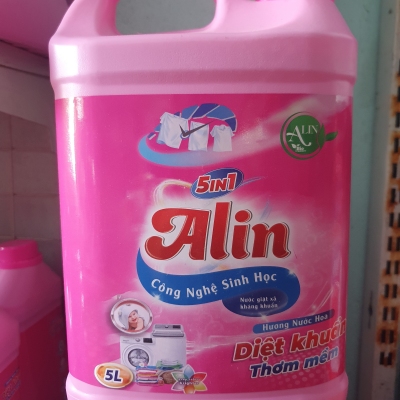 ALIN
5IN1
Alin
Công Nghệ Sinh Học
Nước giặt xả
kháng khuẩn
Hương Nước Hoa
Diệt khuẩn
Thơm mềm
5L